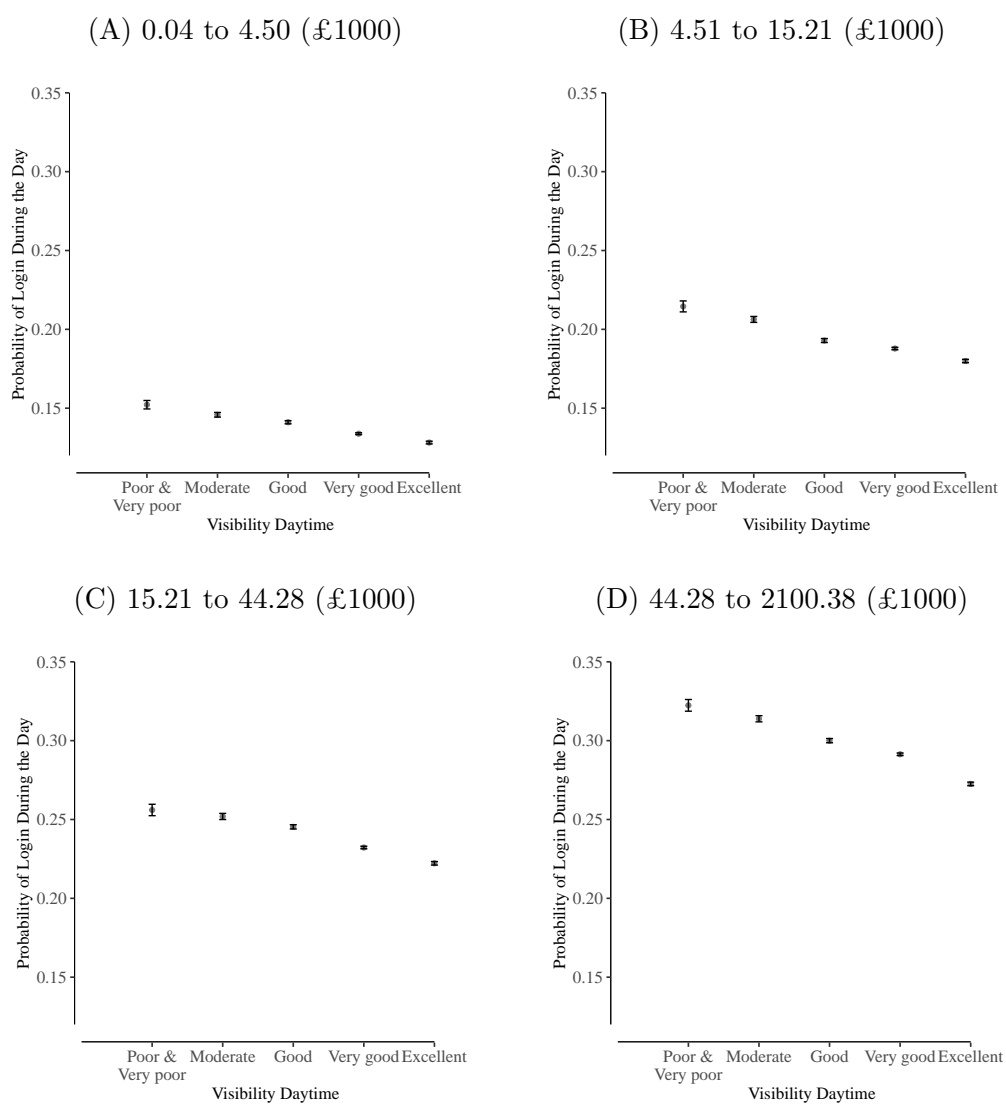 (A) 0.04 to 4.50 (£1000)
0.35
0.30
0.25
0.20
0.15
Probability of Login During the Day
Poor &
Very poor
Moderate
Good
Very good
Excellent
Visibility Daytime
(B) 4.51 to 15.21 (£1000)
0.35
0.30
0.25
0.20
0.15
Probability of Login During the Day
Poor &
Very poor
Moderate
Good
Very good
Excellent
Visibility Daytime
(C) 15.21 to 44.28 (£1000)
0.35
0.30
0.25
0.20
0.15
Probability of Login During the Day
Poor &
Very poor
Moderate
Good
Very good
Excellent
Visibility Daytime
(D) 44.28 to 2100.38 (£1000)
0.35
0.30
0.25
0.20
0.15
Probability of Login During the Day
Poor &
Very poor
Moderate
Good
Very good
Excellent
Visibility Daytime